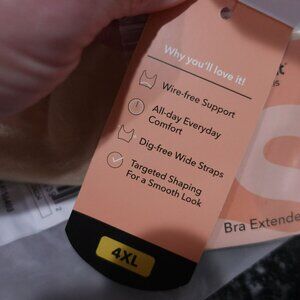 Why you'll love it!
Wire-free Support
All-day Everyday
Comfort
Dig-free Wide Straps
Targeted Shaping
For a Smooth Look
4XL
Bra Extende